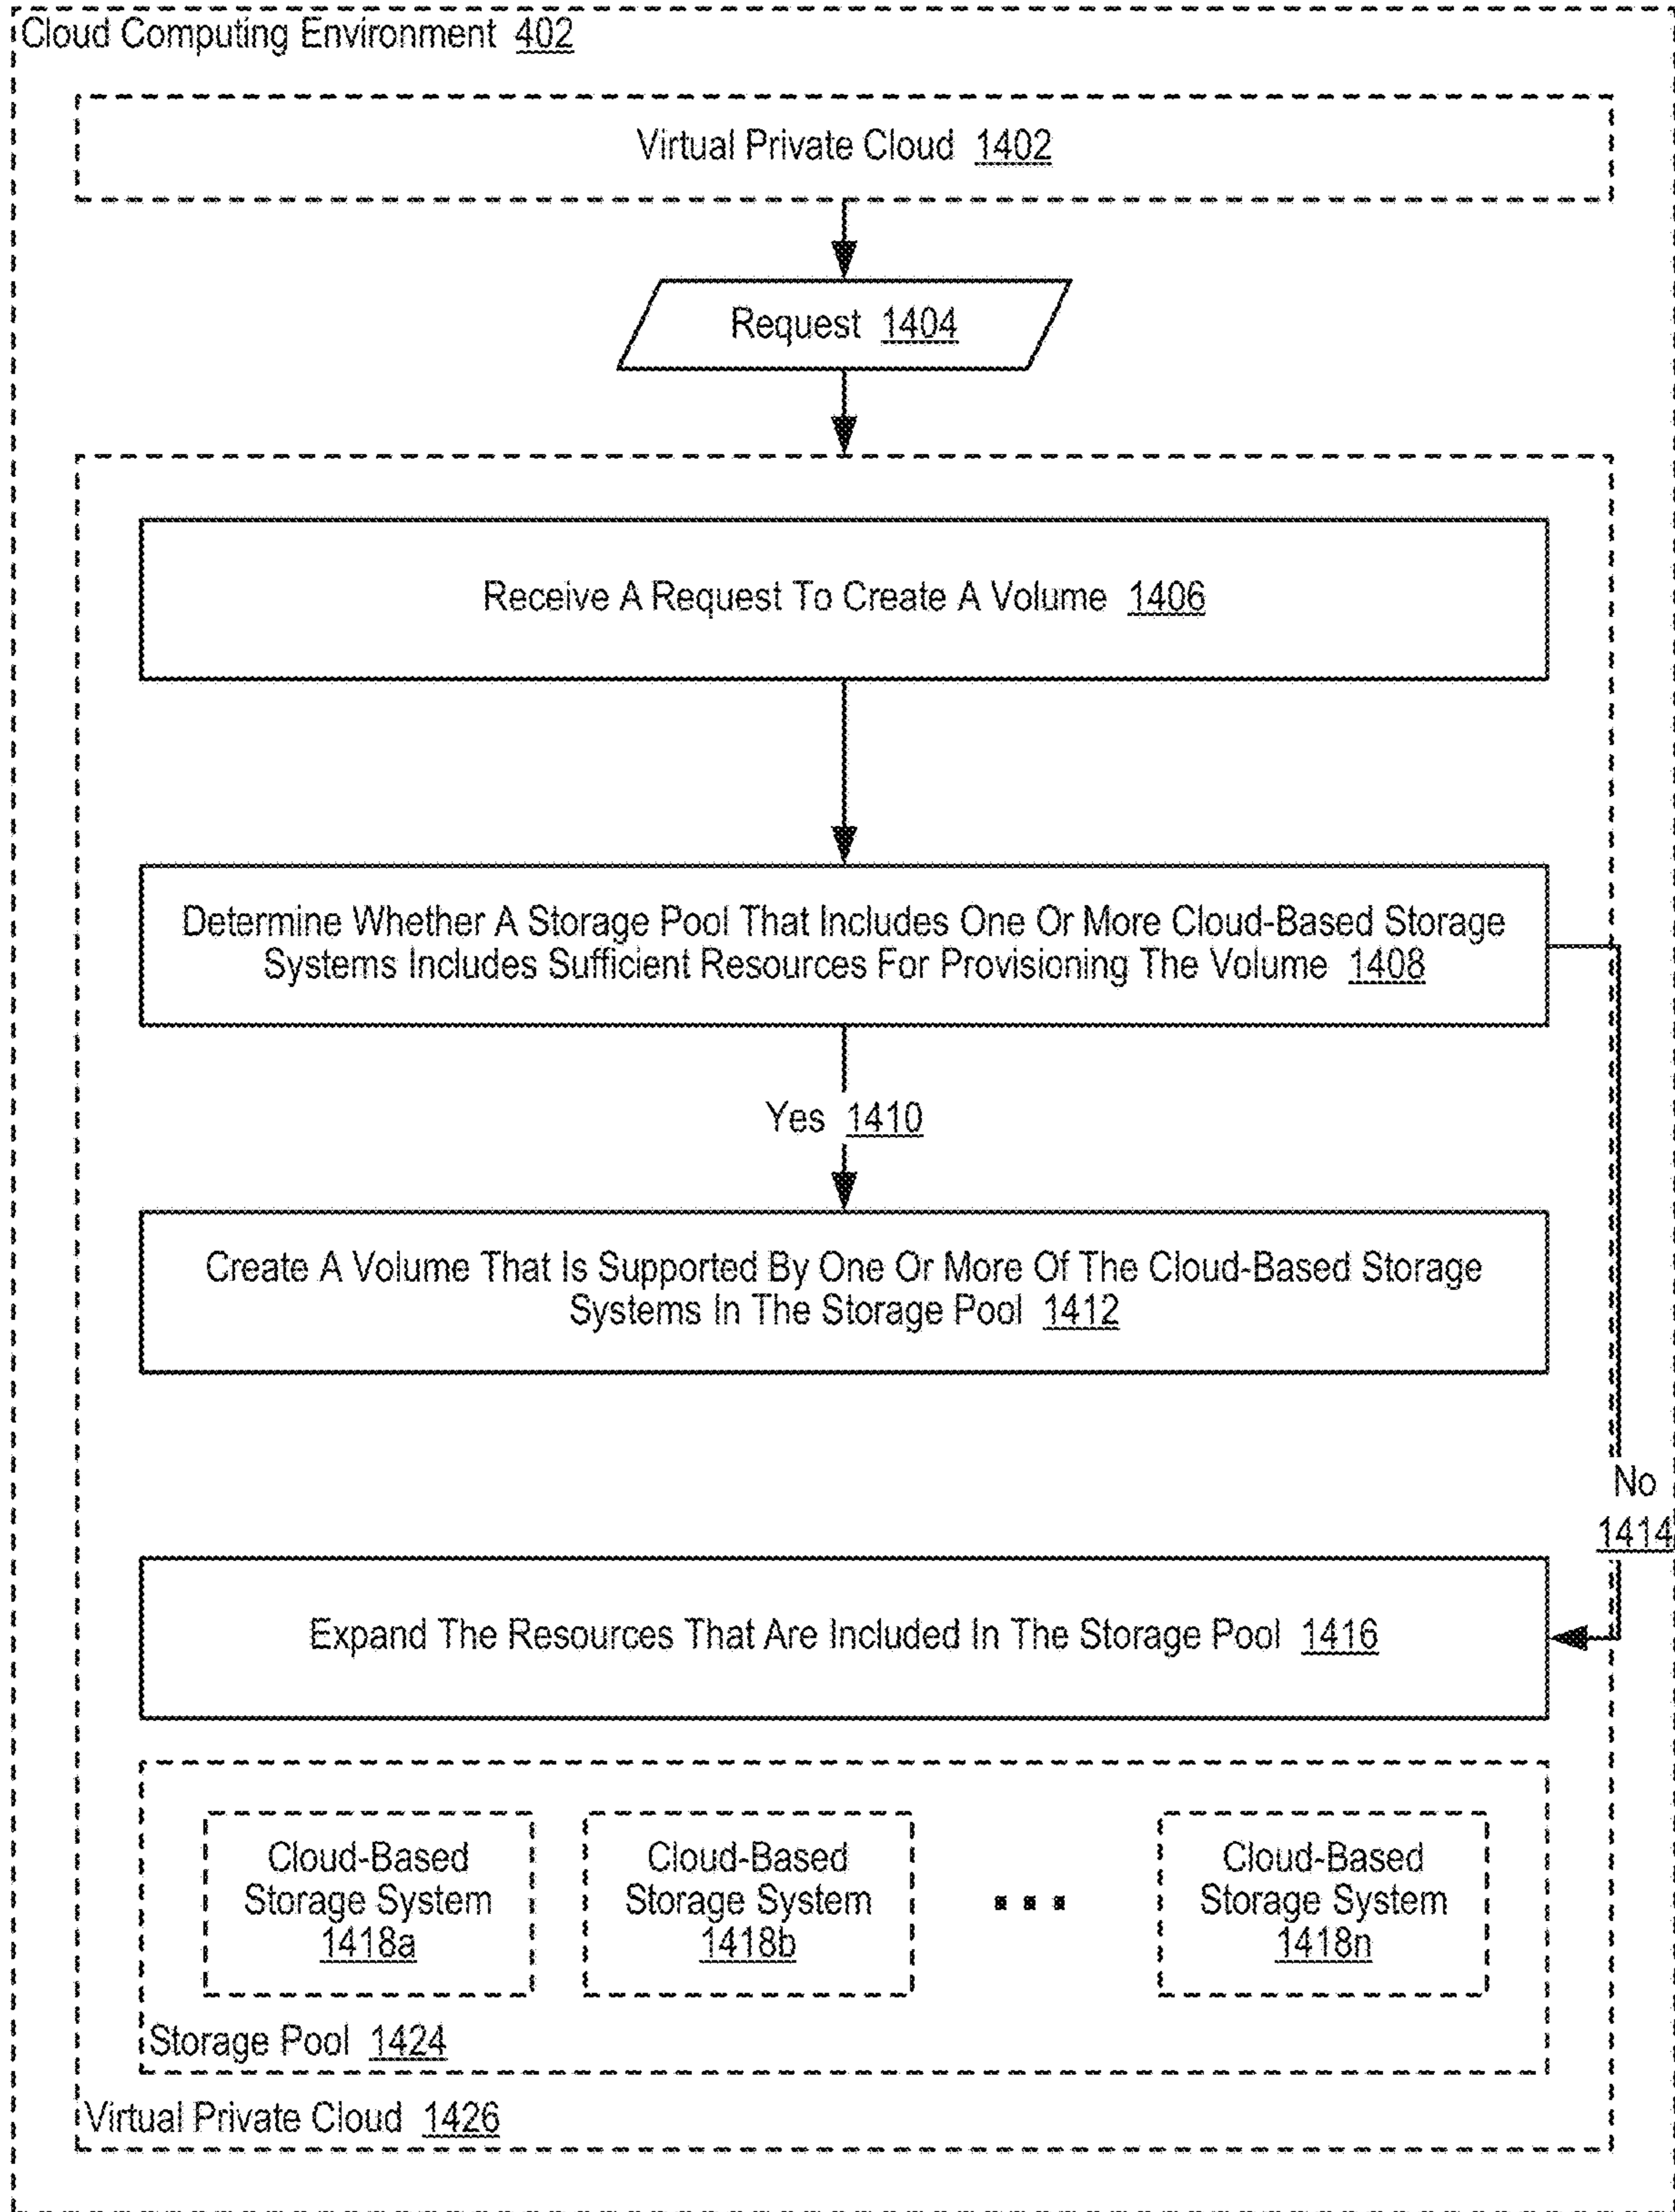 Cloud Computing Environment 402
Virtual Private Cloud 1402
Request 1404
Receive A Request To Create A Volume 1406
Determine Whether A Storage Pool That Includes One Or More Cloud-Based Storage
Systems Includes Sufficient Resources For Provisioning The Volume 1408
Yes 1410
Create A Volume That Is Supported By One Or More Of The Cloud-Based Storage
Systems In The Storage Pool 1412
No
1414
Expand The Resources That Are Included In The Storage Pool 1416
Cloud-Based
Storage System
1418a
Cloud-Based
Storage System
1418b
Cloud-Based
Storage System
1418n
Storage Pool 1424
Virtual Private Cloud 1426